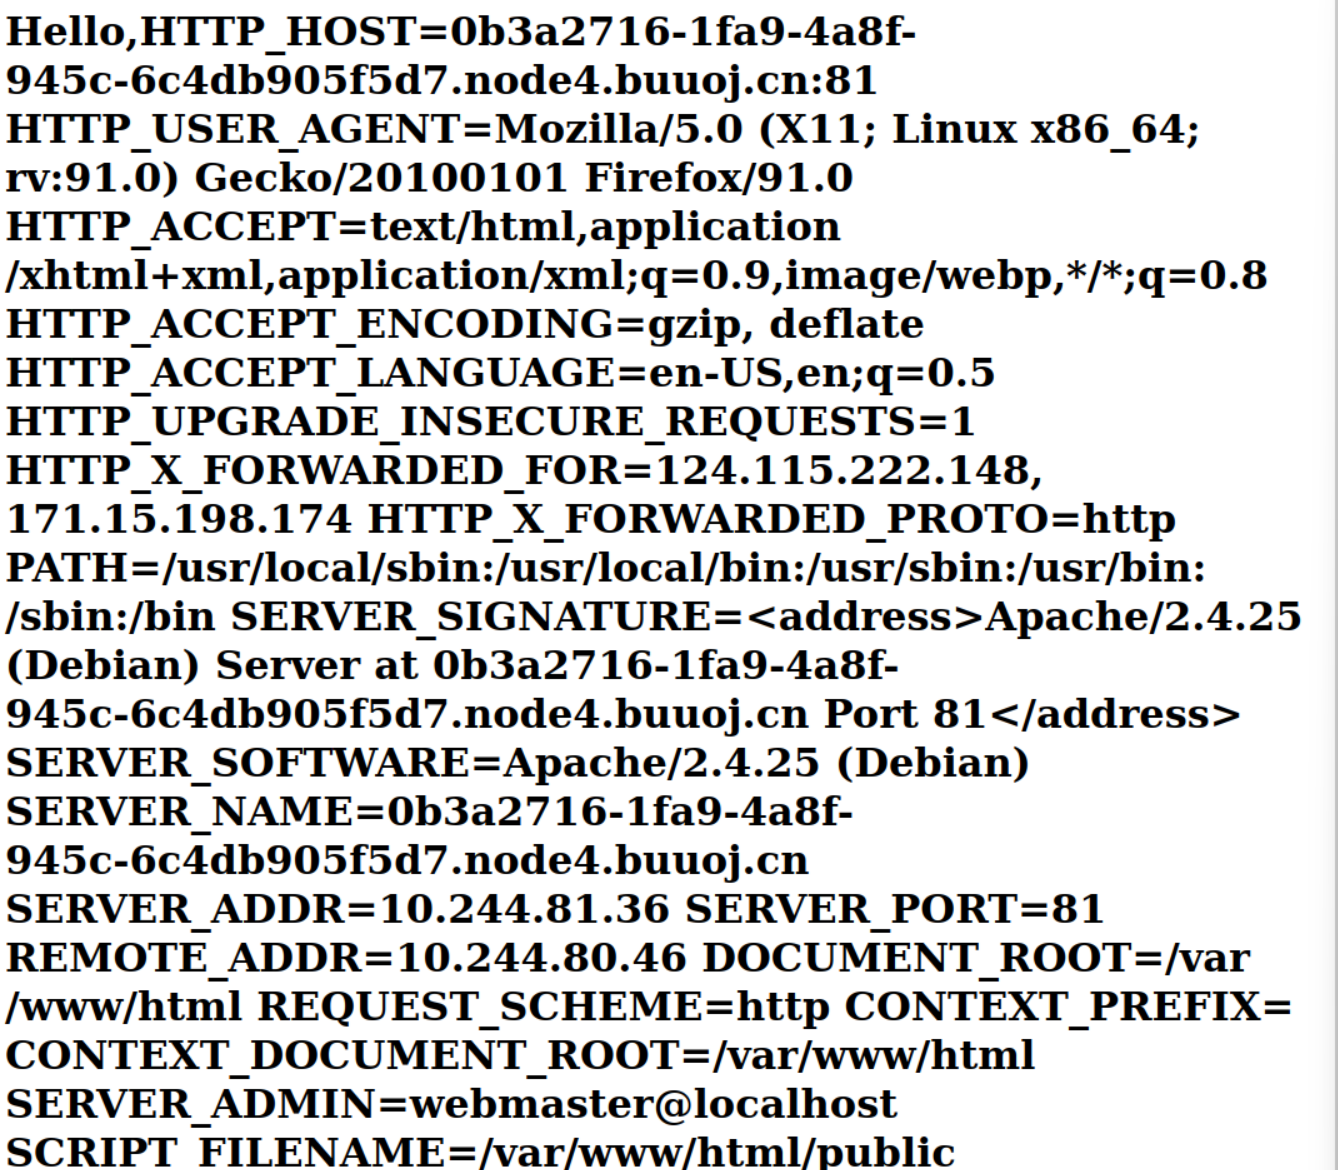 Hello,HTTP_HOST=0b3a2716-1fa9-4a8f-
945c-6c4db905f5d7.node4.buuoj.cn:81
HTTP_USER_AGENT=Mozilla/5.0 (X11; Linux x86_64;
rv:91.0) Gecko/20100101 Firefox/91.0
HTTP_ACCEPT=text/html,application
/xhtml+xml,application/xml;q=0.9,image/webp,*/*;q=0.8
HTTP_ACCEPT_ENCODING=gzip, deflate
HTTP_ACCEPT_LANGUAGE=en-US,en;q=0.5
HTTP_UPGRADE_INSECURE_REQUESTS=1
HTTP_X_FORWARDED_FOR=124.115.222.148,
171.15.198.174 HTTP_X_FORWARDED_PROTO=http
PATH=/usr/local/sbin:/usr/local/bin:/usr/sbin:/usr/bin:
/sbin:/bin SERVER_SIGNATURE=<address>Apache/2.4.25
(Debian) Server at 0b3a2716-1fa9-4a8f-
945c-6c4db905f5d7.node4.buuoj.cn Port 81</address>
SERVER_SOFTWARE=Apache/2.4.25 (Debian)
SERVER_NAME=0b3a2716-1fa9-4a8f-
945c-6c4db905f5d7.node4.buuoj.cn
SERVER_ADDR=10.244.81.36 SERVER_PORT=81
REMOTE_ADDR=10.244.80.46 DOCUMENT_ROOT=/var
/www/html REQUEST_SCHEME=http CONTEXT_PREFIX=
CONTEXT_DOCUMENT_ROOT=/var/www/html
SERVER_ADMIN=webmaster@localhost
SCRIPT_FILENAME=/var/www/html/public